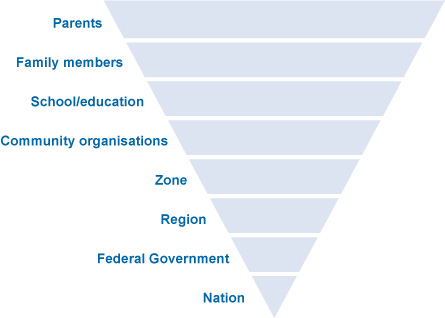 Parents
Family members
School/education
Community organisations
Zone
Region
Federal Government
Nation